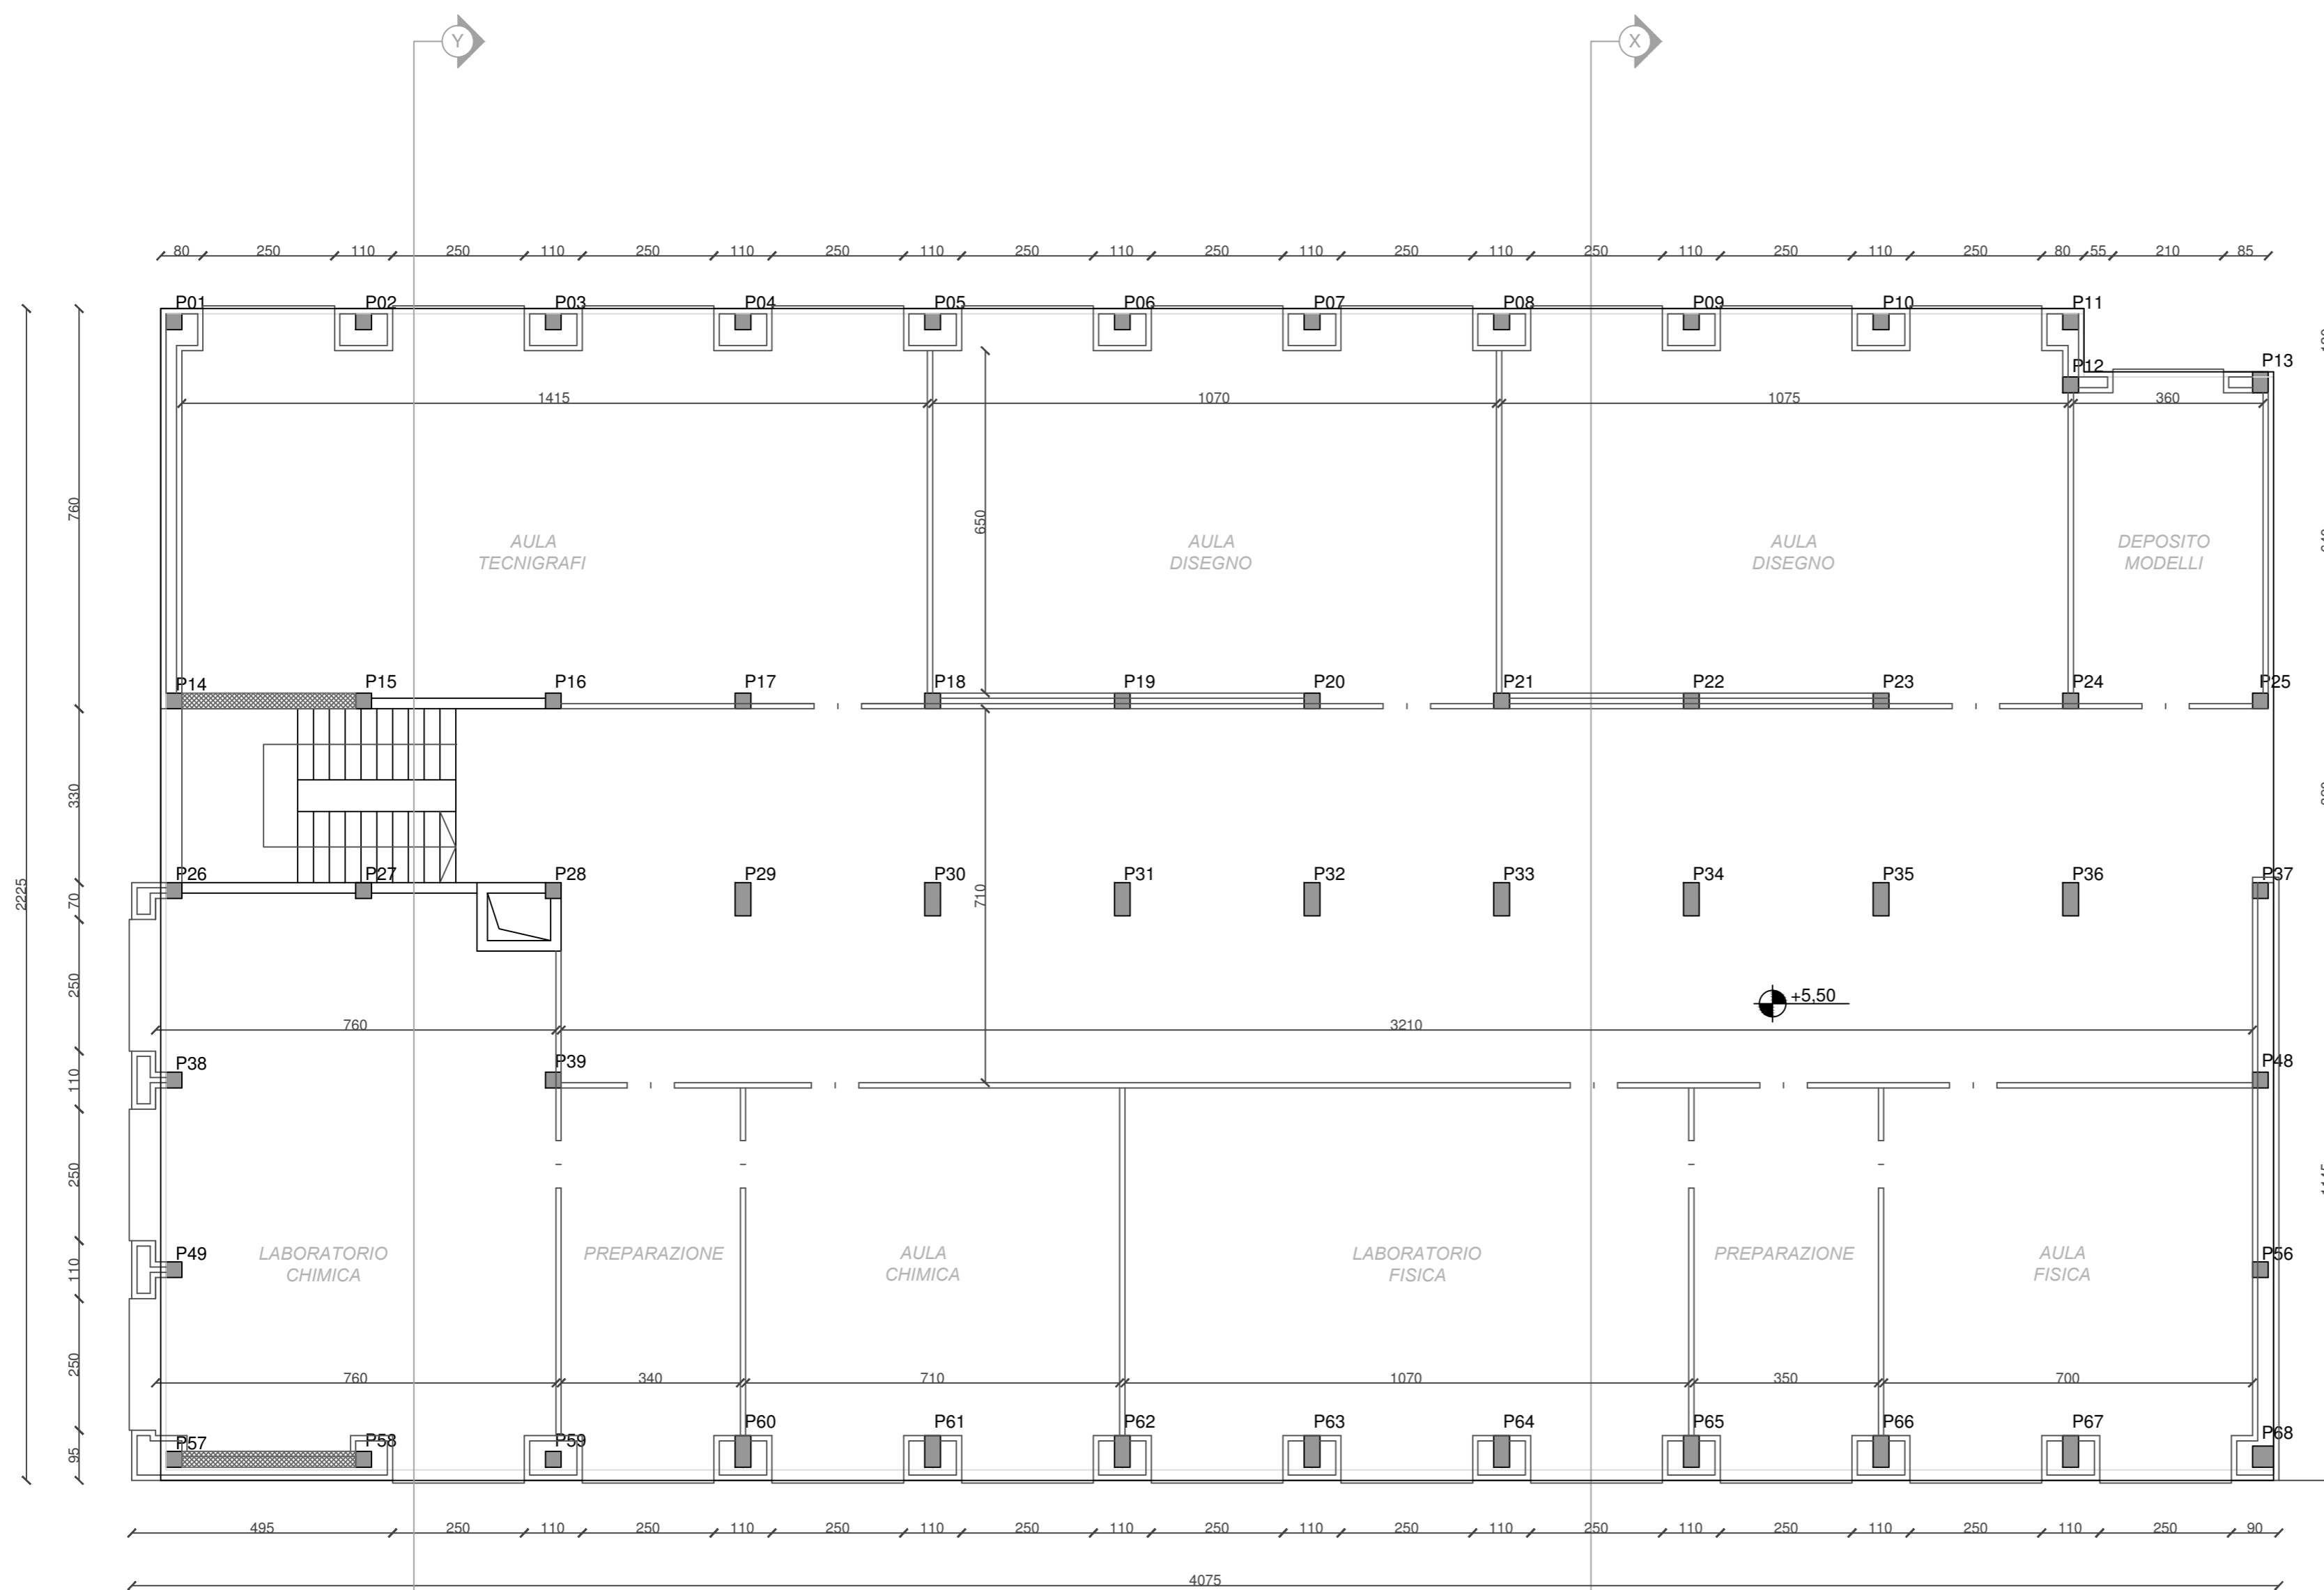 Y
X
80 250 110 250 110 250 110 250 110 250 110 250 110 250 110 250 110 250 110 250 80 55 210 85
P01 P02 P03 P04 P05 P06 P07 P08 P09 P10 P11
P12 P13
1415 1070 1075 360
760
650
AULA
TECNIGRAFI
AULA
DISEGNO
AULA
DISEGNO
DEPOSITO
MODELLI
P14 P15 P16 P17 P18 P19 P20 P21 P22 P23 P24 P25
330
P26 P27 P28 P29 P30 P31 P32 P33 P34 P35 P36 P37
2225
70
710
250
+5,50
760 3210
P38 P39 P48
110
250
P49 P56
110
LABORATORIO
CHIMICA
PREPARAZIONE
AULA
CHIMICA
LABORATORIO
FISICA
PREPARAZIONE
AULA
FISICA
250
760 340 710 1070 350 700
P57 P58 P59 P60 P61 P62 P63 P64 P65 P66 P67 P68
95
495 250 110 250 110 250 110 250 110 250 110 250 110 250 110 250 110 250 110 250 90
4075